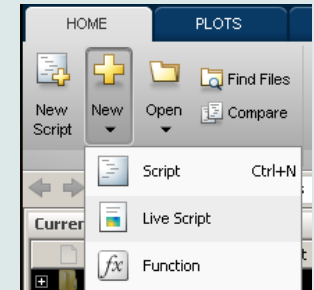 HOME PLOTS
New Script
New
Open
Find Files
Compare
Script Ctrl+N
Live Script
Function
Curren